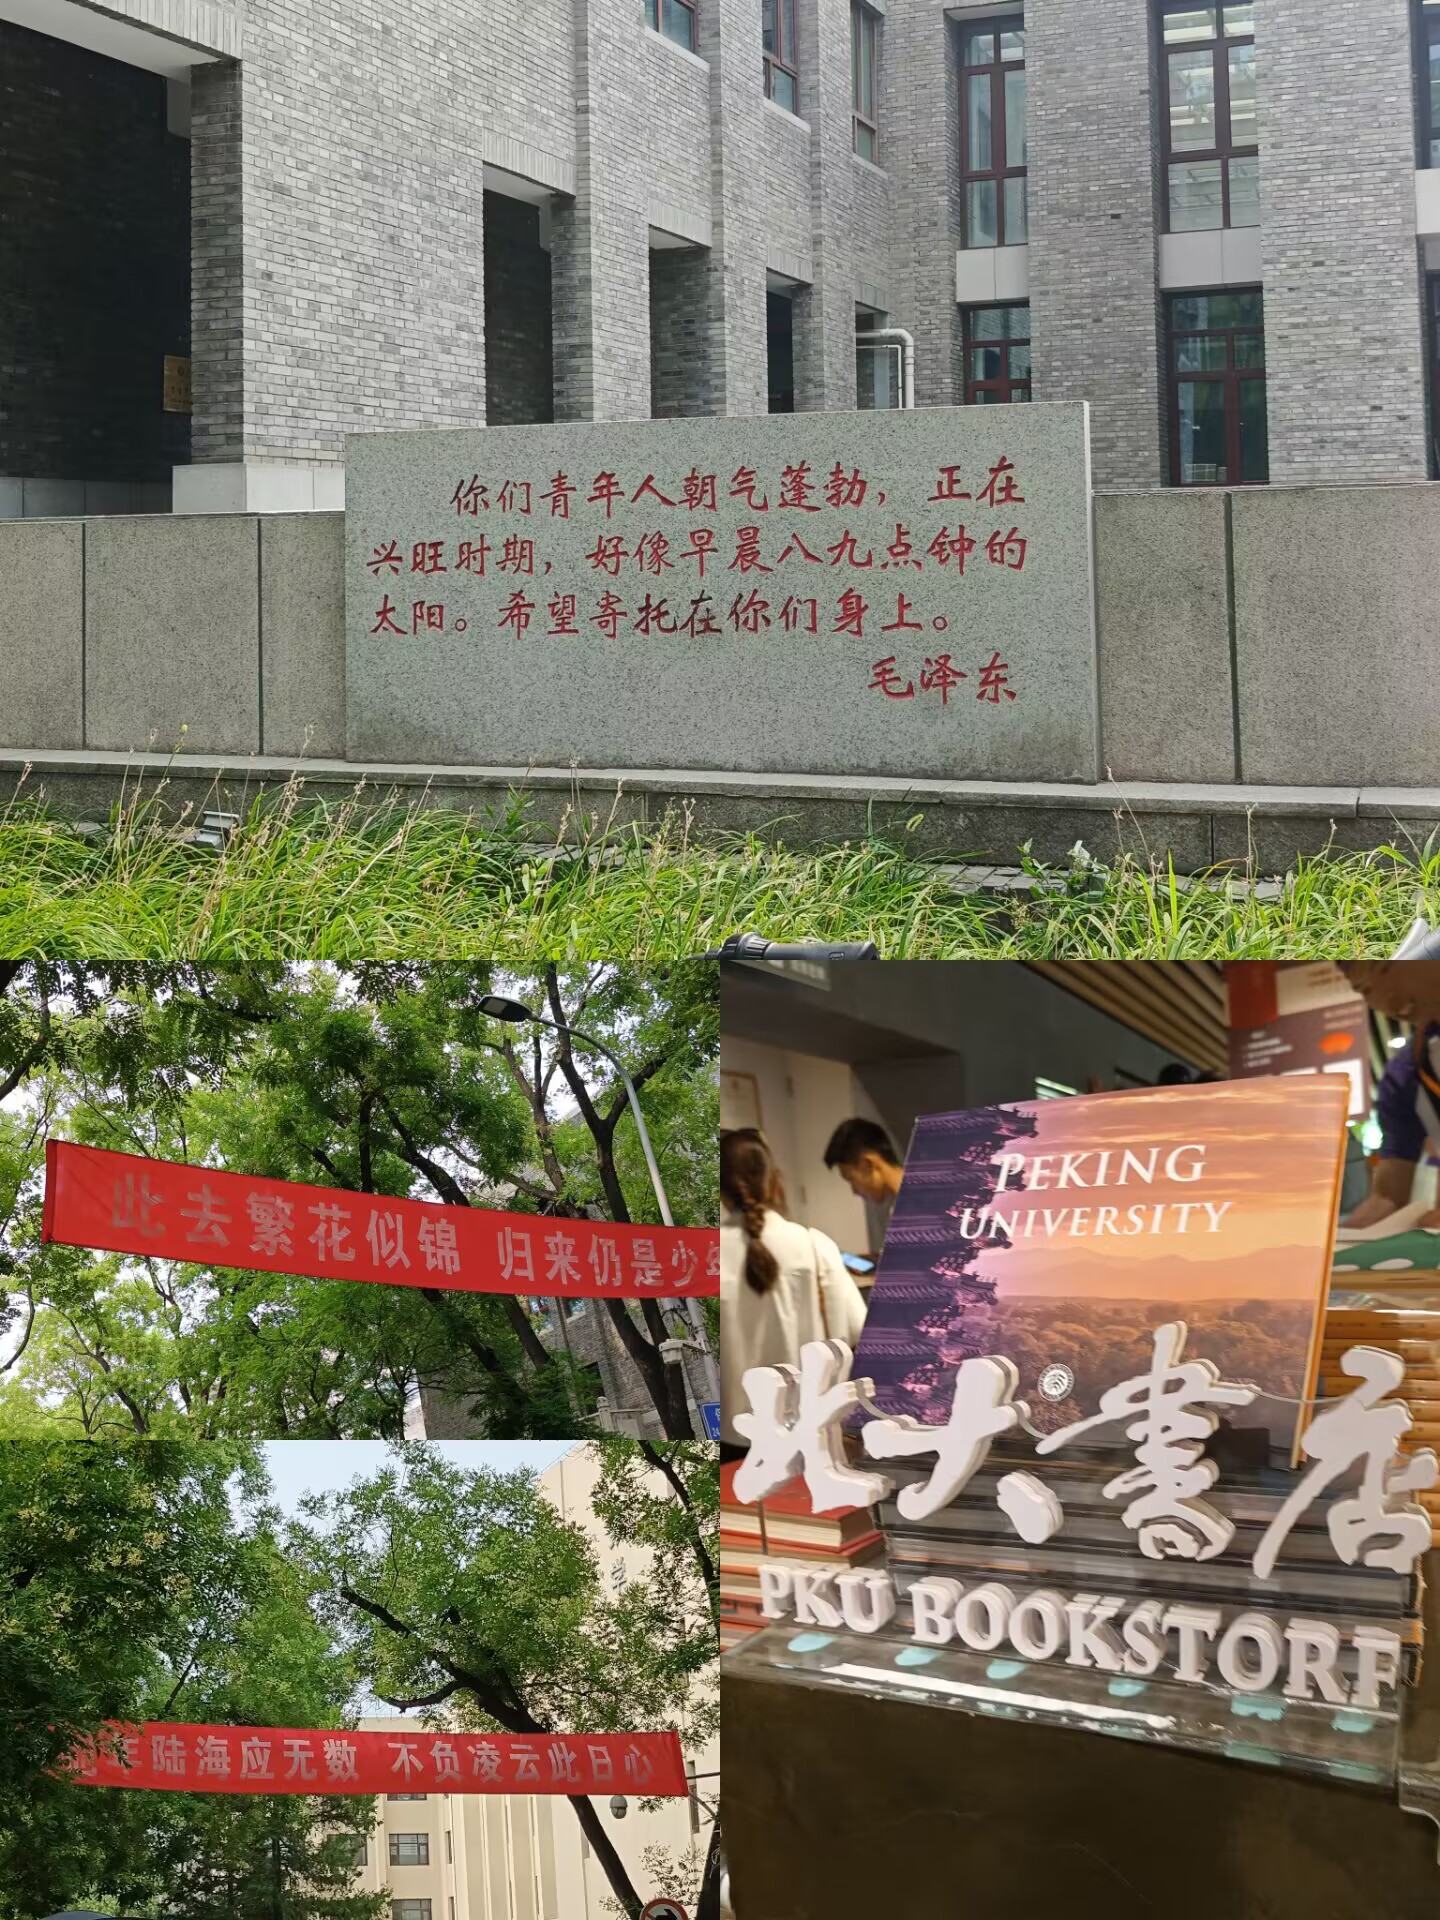 你们青年人朝气蓬勃，正在
兴旺时期，好像早晨八九点钟的
太阳。希望寄托在你们身上。
毛泽东
此去繁花似锦 归来仍是少年
年陆海应无数 不负凌云此日心
学
PEKING
UNIVERSITY
北大書店
PKU BOOKSTORE